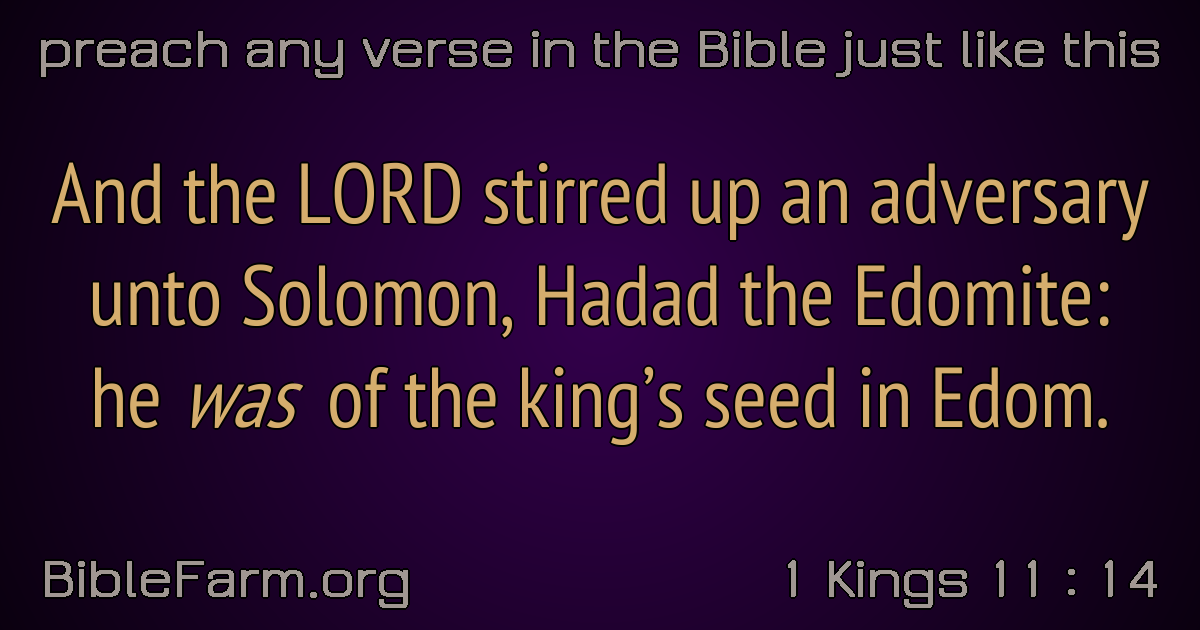 preach any verse in the Bible just like this
And the LORD stirred up an adversary
unto Solomon, Hadad the Edomite:
he was of the king’s seed in Edom.
BibleFarm.org
1 Kings 11 : 14